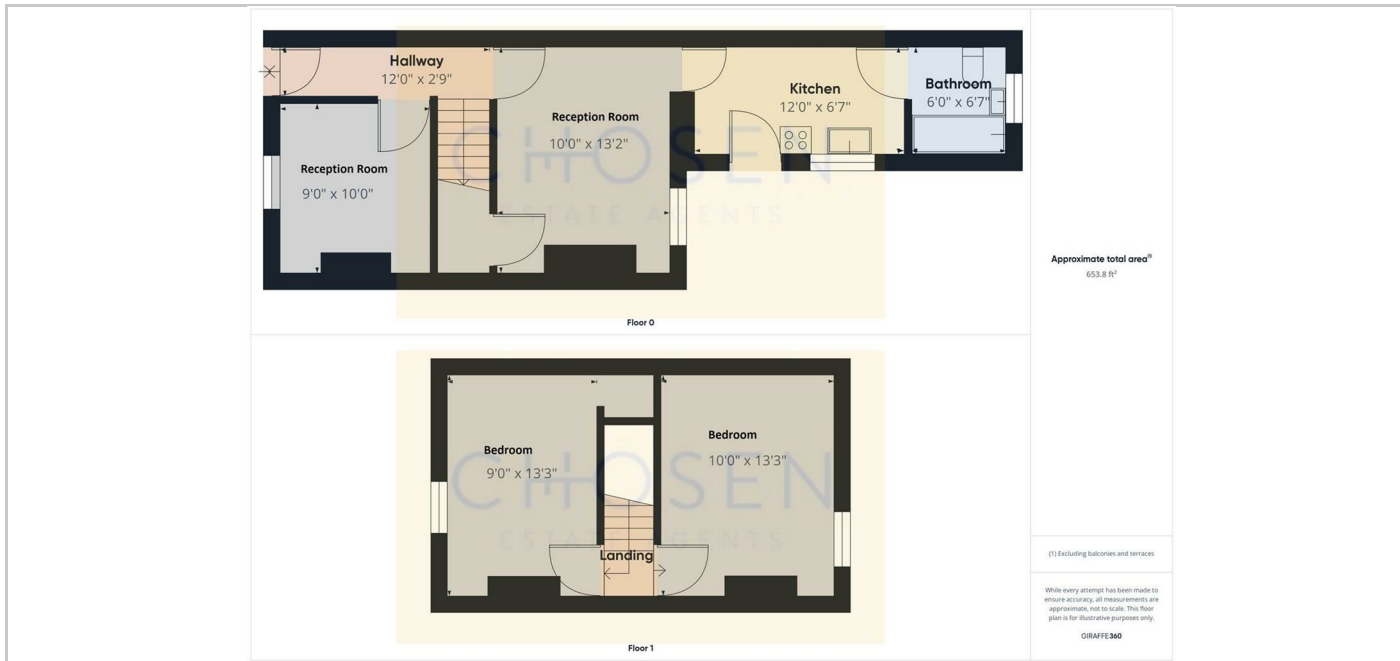 Hallway
12'0" x 2'9"
Reception Room
9'0" x 10'0"
Reception Room
10'0" x 13'2"
Kitchen
12'0" x 6'7"
Bathroom
6'0" x 6'7"
CHOSEN
ESTATE AGENTS
Floor 0
Approximate total area⁽¹⁾
653.8 ft²
Bedroom
9'0" x 13'3"
Bedroom
10'0" x 13'3"
Landing
CHOSEN
ESTATE AGENTS
Floor 1
(1) Excluding balconies and terraces
While every attempt has been made to
ensure accuracy, all measurements are
approximate, not to scale. This floor
plan is for illustrative purposes only.
GIRAFFE360